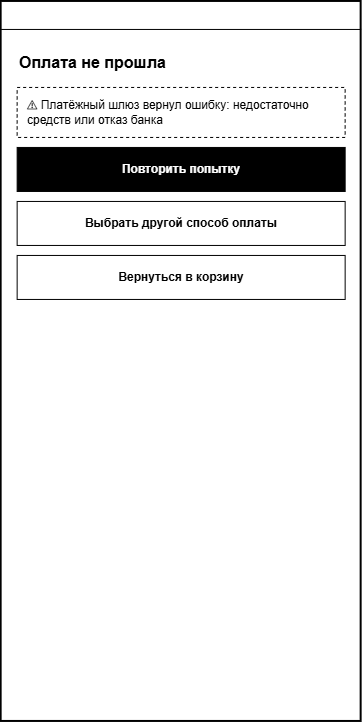 Оплата не прошла
⚠ Платёжный шлюз вернул ошибку: недостаточно
средств или отказ банка
Повторить попытку
Выбрать другой способ оплаты
Вернуться в корзину